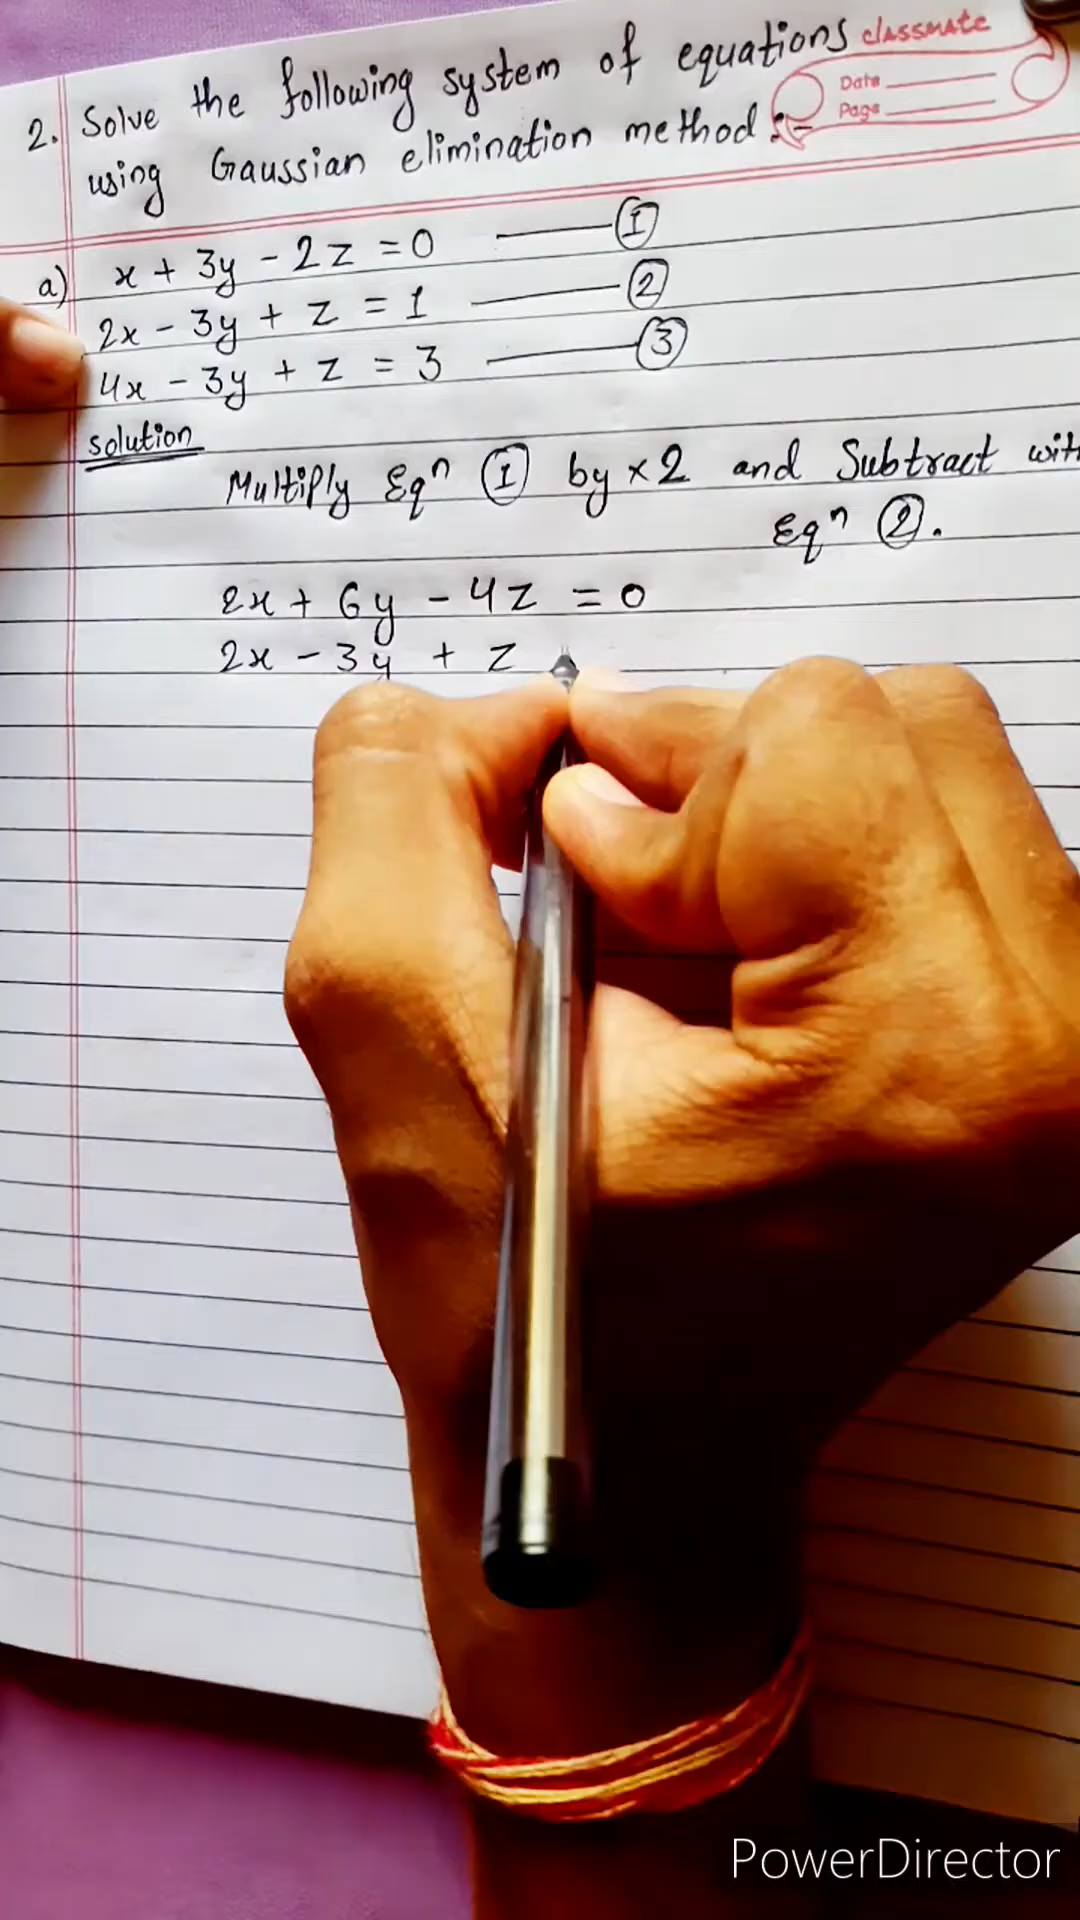 2. Solve the following system of equations classmate
Date
Page
using Gaussian elimination method :-
a) x + 3y - 2z = 0 ① 
2x - 3y + z = 1 ②
4x - 3y + z = 3 ③
solution
Multiply Eqⁿ ① by ×2 and Subtract with
Eqⁿ ②.
2x + 6y - 4z = 0
2x - 3y + z
PowerDirector